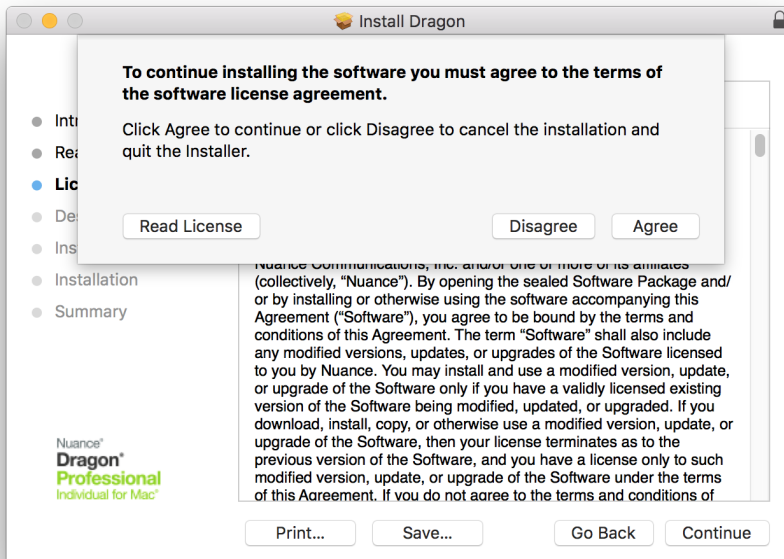 Install Dragon
To continue installing the software you must agree to the terms of
the software license agreement.
Click Agree to continue or click Disagree to cancel the installation and
quit the Installer.
Read License
Disagree
Agree
Installation
Summary
Nuance Communications, Inc. and/or one or more of its affiliates
(collectively, “Nuance”). By opening the sealed Software Package and/
or by installing or otherwise using the software accompanying this
Agreement (“Software”), you agree to be bound by the terms and
conditions of this Agreement. The term “Software” shall also include
any modified versions, updates, or upgrades of the Software licensed
to you by Nuance. You may install and use a modified version, update,
or upgrade of the Software only if you have a validly licensed existing
version of the Software being modified, updated, or upgraded. If you
download, install, copy, or otherwise use a modified version, update, or
upgrade of the Software, then your license terminates as to the
previous version of the Software, and you have a license only to such
modified version, update, or upgrade of the Software under the terms
of this Agreement. If you do not agree to the terms and conditions of
Nuance®
Dragon®
Professional
Individual for Mac®
Print...
Save...
Go Back
Continue